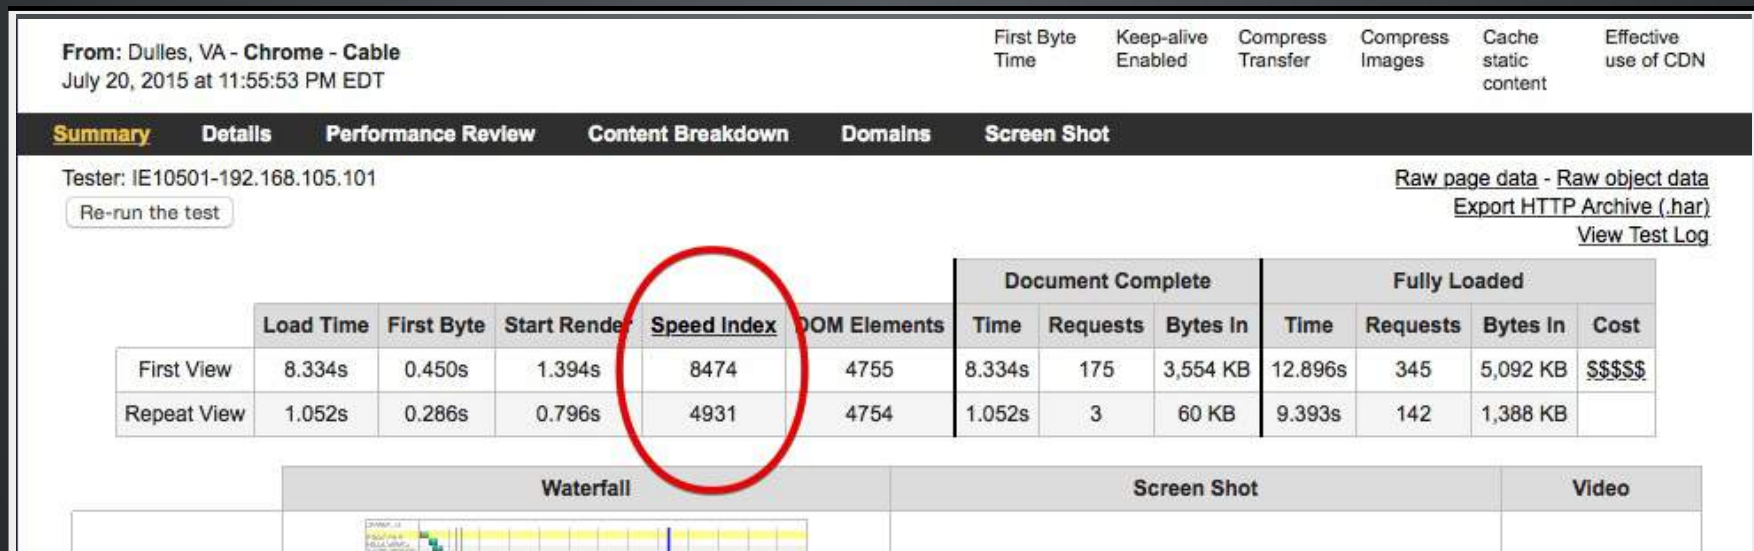 From: Dulles, VA - Chrome - Cable
July 20, 2015 at 11:55:53 PM EDT
First Byte Time
Keep-alive Enabled
Compress Transfer
Compress Images
Cache static content
Effective use of CDN
Summary Details Performance Review Content Breakdown Domains Screen Shot
Tester: IE10501-192.168.105.101
Re-run the test
Raw page data - Raw object data
Export HTTP Archive (.har)
View Test Log
Document Complete Fully Loaded
Load Time First Byte Start Render Speed Index DOM Elements Time Requests Bytes In Time Requests Bytes In Cost
First View 8.334s 0.450s 1.394s 8474 4755 8.334s 175 3,554 KB 12.896s 345 5,092 KB $$$$$
Repeat View 1.052s 0.286s 0.796s 4931 4754 1.052s 3 60 KB 9.393s 142 1,388 KB
Waterfall Screen Shot Video